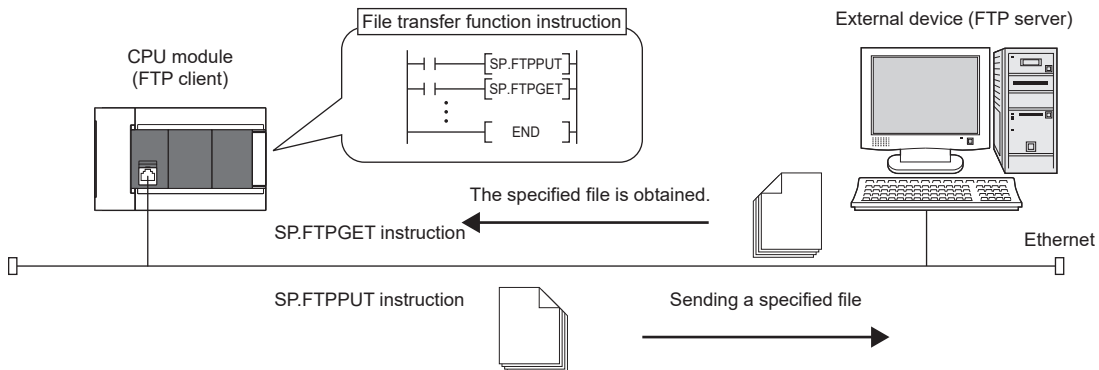 File transfer function instruction
External device (FTP server)
CPU module
(FTP client)
SP.FTPPUT
SP.FTPGET
END
The specified file is obtained.
SP.FTPGET instruction
Ethernet
SP.FTPPUT instruction
Sending a specified file